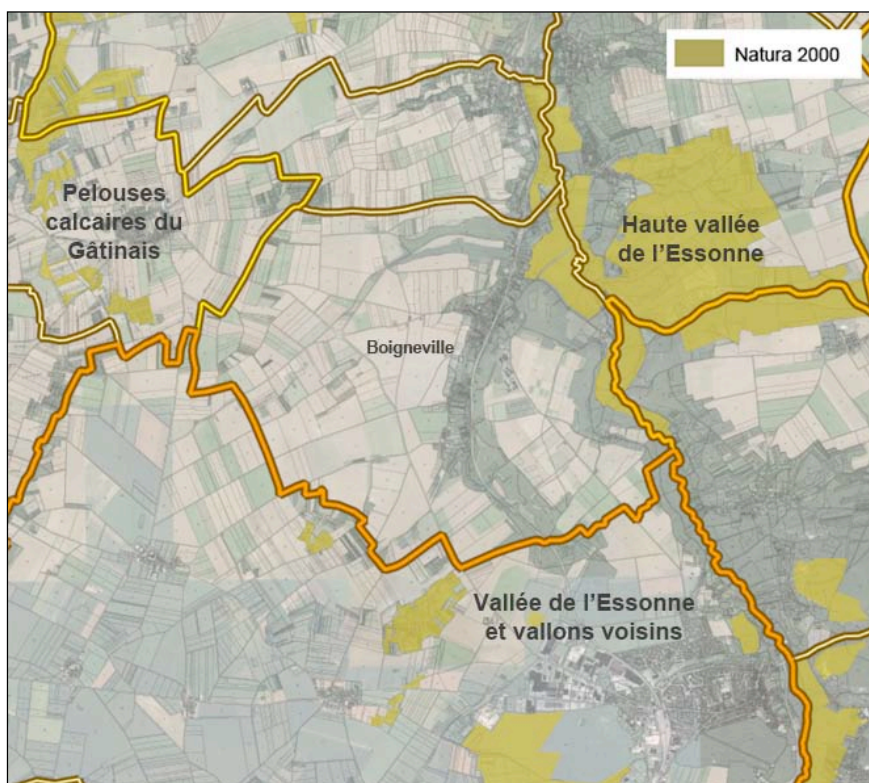 Natura 2000
Pelouses
calcaires du
Gâtinais
Haute vallée
de l'Essonne
Boigneville
Vallée de l'Essonne
et vallons voisins